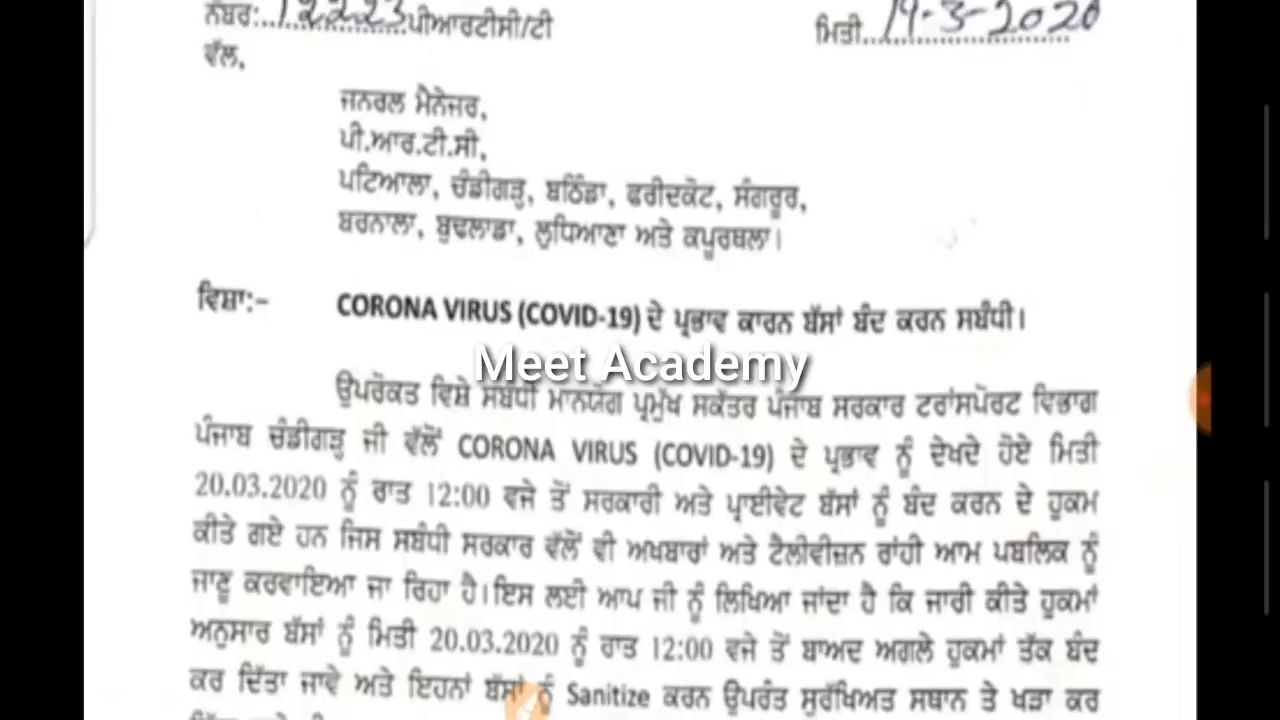 ਨੰਬਰ:..........ਪੀਆਰਟੀਸੀ/ਟੀ
ਮਿਤੀ 19-3-2020
ਵੱਲ,
ਜਨਰਲ ਮੈਨੇਜਰ,
ਪੀ.ਆਰ.ਟੀ.ਸੀ,
ਪਟਿਆਲਾ, ਚੰਡੀਗੜ੍ਹ, ਬਠਿੰਡਾ, ਫਰੀਦਕੋਟ, ਸੰਗਰੂਰ,
ਬਰਨਾਲਾ, ਬੁਢਲਾਡਾ, ਲੁਧਿਆਣਾ ਅਤੇ ਕਪੂਰਥਲਾ।
ਵਿਸ਼ਾ:- CORONA VIRUS (COVID-19) ਦੇ ਪ੍ਰਭਾਵ ਕਾਰਨ ਬੱਸਾਂ ਬੰਦ ਕਰਨ ਸਬੰਧੀ।
Meet Academy
ਉਪਰੋਕਤ ਵਿਸ਼ੇ ਸਬੰਧੀ ਮਾਨਯੋਗ ਪ੍ਰਮੁੱਖ ਸਕੱਤਰ ਪੰਜਾਬ ਸਰਕਾਰ ਟਰਾਂਸਪੋਰਟ ਵਿਭਾਗ
ਪੰਜਾਬ ਚੰਡੀਗੜ੍ਹ ਜੀ ਵੱਲੋਂ CORONA VIRUS (COVID-19) ਦੇ ਪ੍ਰਭਾਵ ਨੂੰ ਦੇਖਦੇ ਹੋਏ ਮਿਤੀ
20.03.2020 ਨੂੰ ਰਾਤ 12:00 ਵਜੇ ਤੋਂ ਸਰਕਾਰੀ ਅਤੇ ਪ੍ਰਾਈਵੇਟ ਬੱਸਾਂ ਨੂੰ ਬੰਦ ਕਰਨ ਦੇ ਹੁਕਮ
ਕੀਤੇ ਗਏ ਹਨ ਜਿਸ ਸਬੰਧੀ ਸਰਕਾਰ ਵੱਲੋਂ ਵੀ ਅਖਬਾਰਾਂ ਅਤੇ ਟੈਲੀਵੀਜ਼ਨ ਰਾਂਹੀ ਆਮ ਪਬਲਿਕ ਨੂੰ
ਜਾਣੂ ਕਰਵਾਇਆ ਜਾ ਰਿਹਾ ਹੈ।ਇਸ ਲਈ ਆਪ ਜੀ ਨੂੰ ਲਿਖਿਆ ਜਾਂਦਾ ਹੈ ਕਿ ਜਾਰੀ ਕੀਤੇ ਹੁਕਮਾਂ
ਅਨੁਸਾਰ ਬੱਸਾਂ ਨੂੰ ਮਿਤੀ 20.03.2020 ਨੂੰ ਰਾਤ 12:00 ਵਜੇ ਤੋਂ ਬਾਅਦ ਅਗਲੇ ਹੁਕਮਾਂ ਤੱਕ ਬੰਦ
ਕਰ ਦਿੱਤਾ ਜਾਵੇ ਅਤੇ ਇਹਨਾਂ ਬੱਸਾਂ ਨੂੰ Sanitize ਕਰਨ ਉਪਰੰਤ ਸੁਰੱਖਿਅਤ ਸਥਾਨ ਤੇ ਖੜਾ ਕਰ